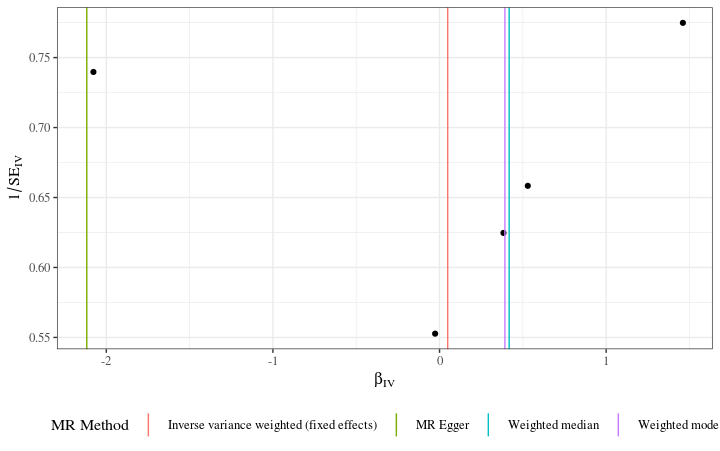 0.75
0.70
0.65
0.60
0.55
1/SE_IV
-2
-1
0
1
β_IV
MR Method
Inverse variance weighted (fixed effects)
MR Egger
Weighted median
Weighted mode